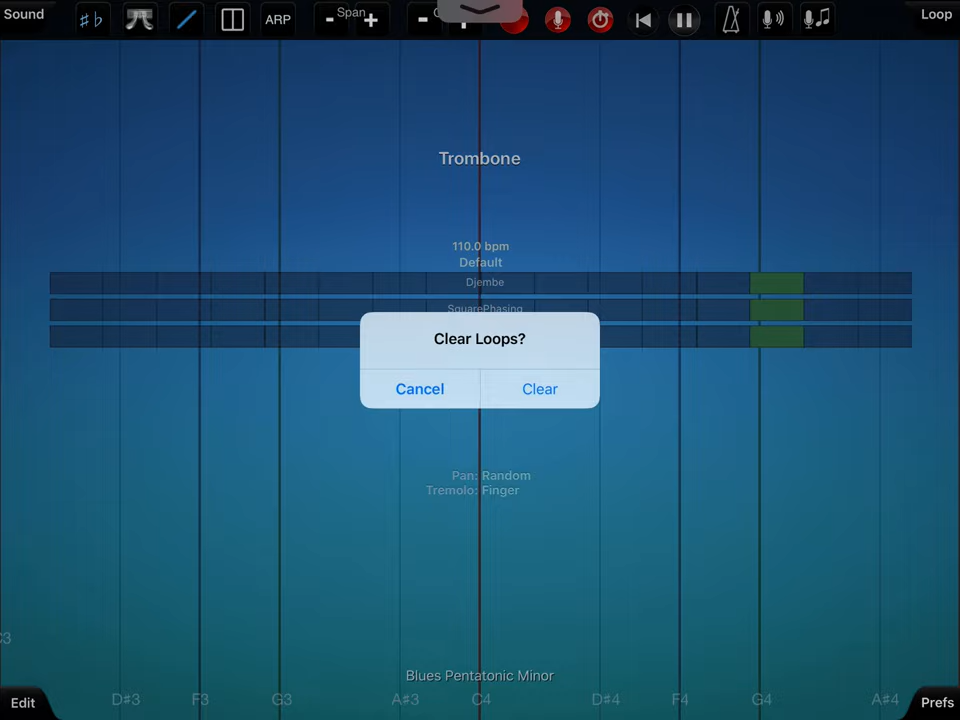 Sound
♯♭
ARP
- Span +
-
Loop
Trombone
110.0 bpm
Default
Djembe
SquarePhasing
Clear Loops?
Cancel
Clear
Pan: Random
Tremolo: Finger
Blues Pentatonic Minor
D♯3
F3
G3
A♯3
C4
D♯4
F4
G4
A♯4
Edit
Prefs